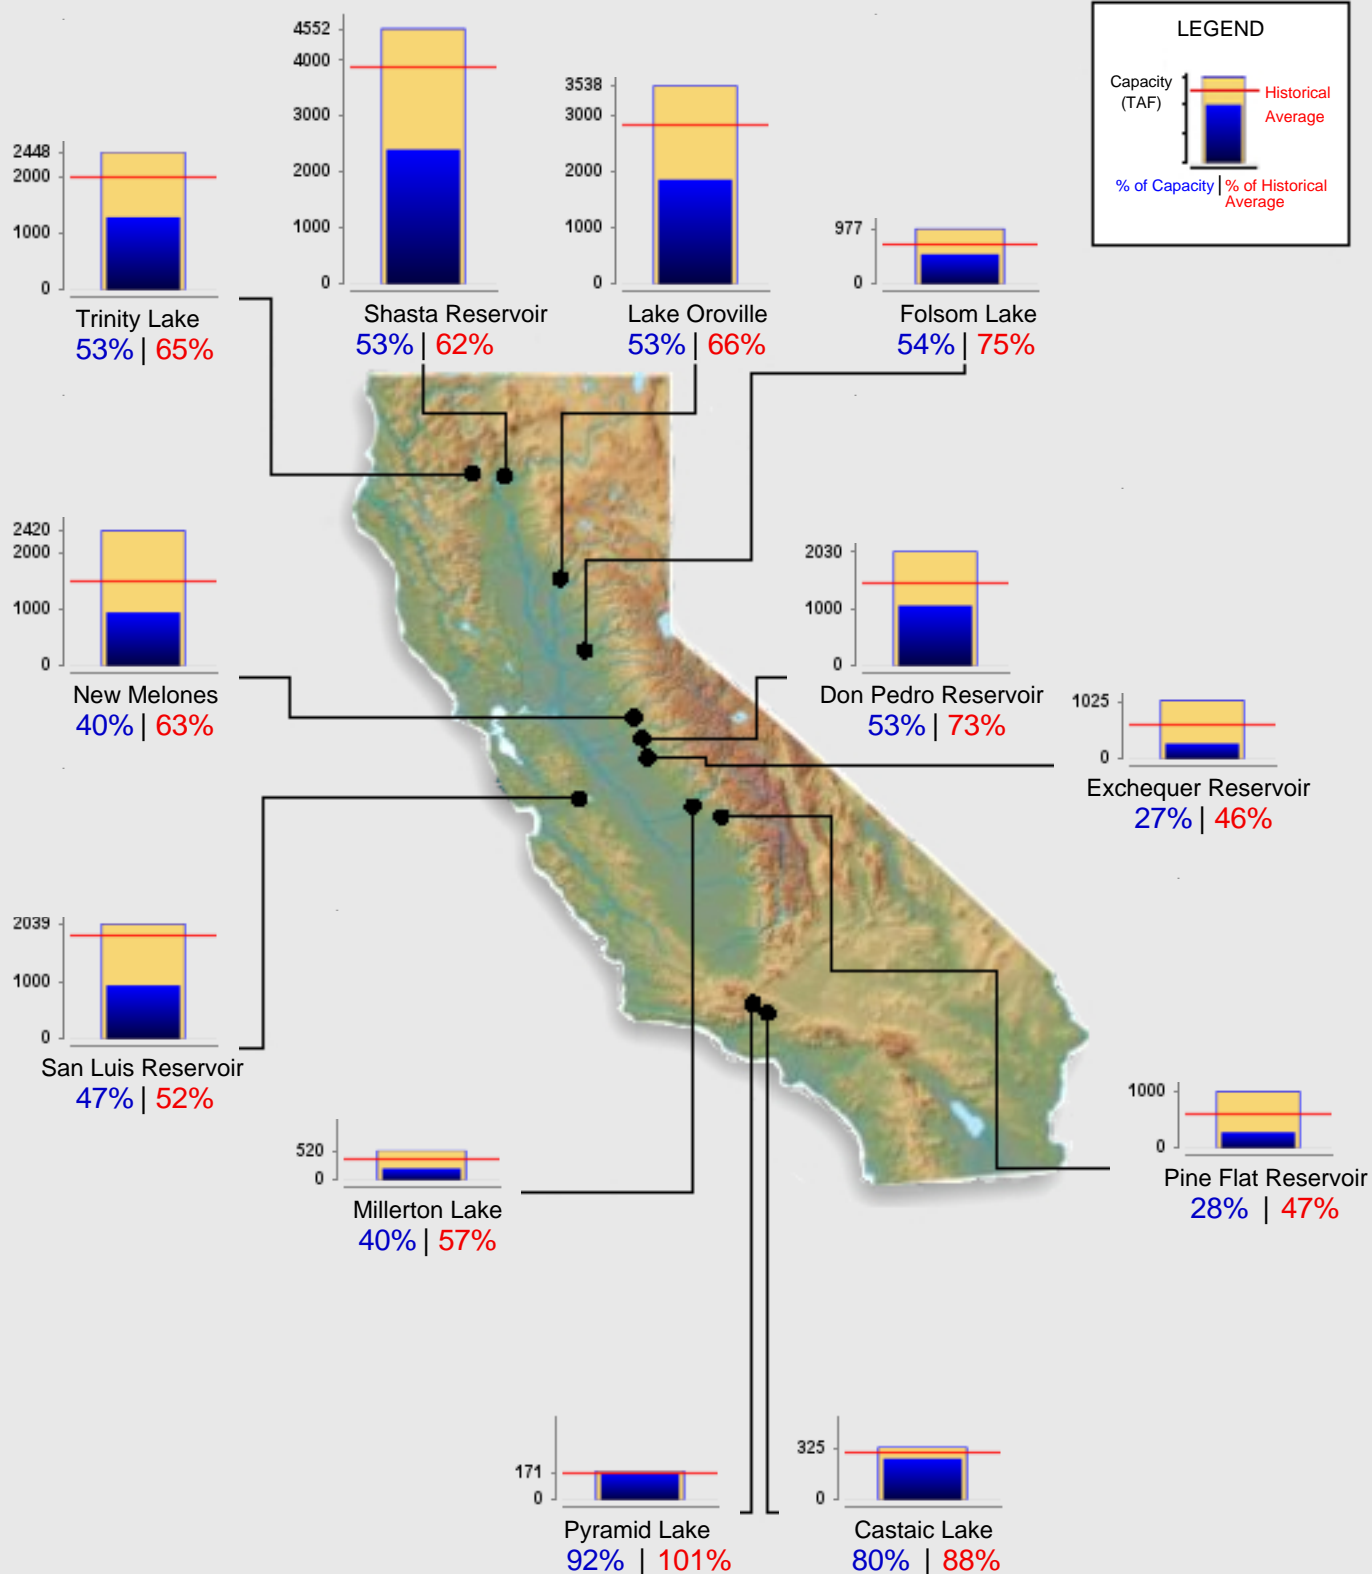 LEGEND
Capacity
(TAF)
Historical
Average
% of Capacity | % of Historical
Average
4552
4000
3000
2000
1000
0
Shasta Reservoir
53% | 62%
3538
3000
2000
1000
0
Lake Oroville
53% | 66%
2448
2000
1000
0
Trinity Lake
53% | 65%
977
0
Folsom Lake
54% | 75%
2420
2000
1000
0
New Melones
40% | 63%
2030
1000
0
Don Pedro Reservoir
53% | 73%
1025
0
Exchequer Reservoir
27% | 46%
2039
1000
0
San Luis Reservoir
47% | 52%
520
0
Millerton Lake
40% | 57%
1000
0
Pine Flat Reservoir
28% | 47%
171
0
Pyramid Lake
92% | 101%
325
0
Castaic Lake
80% | 88%